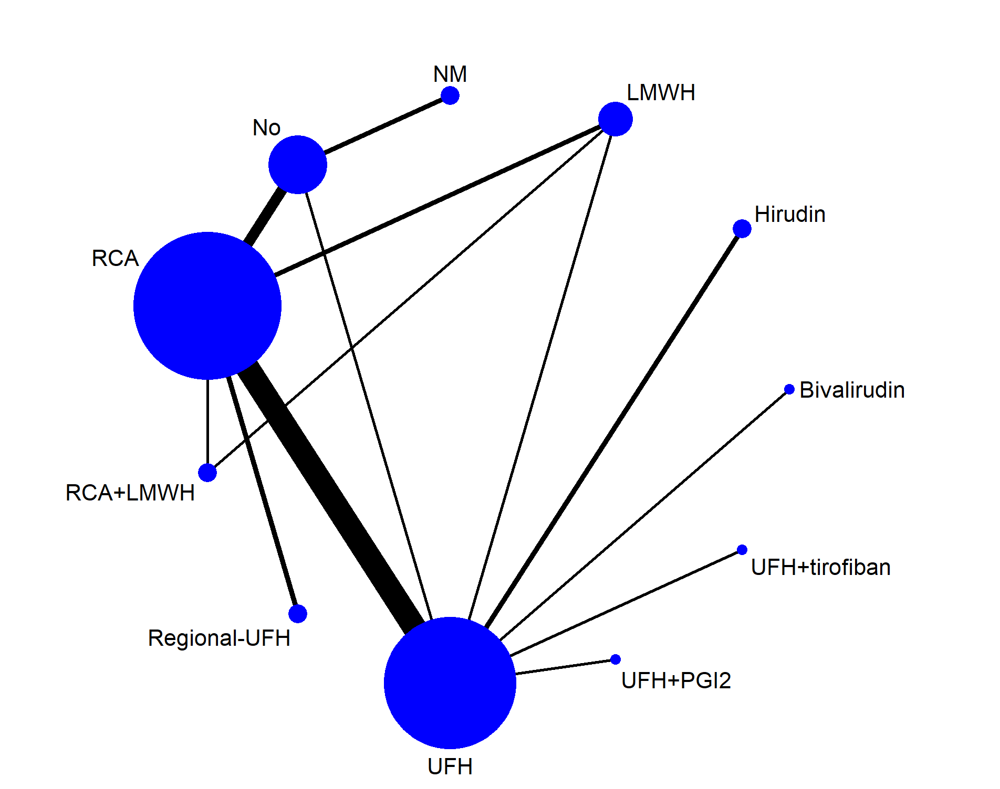 NM
LMWH
No
Hirudin
RCA
Bivalirudin
RCA+LMWH
UFH+tirofiban
Regional-UFH
UFH+PGI2
UFH